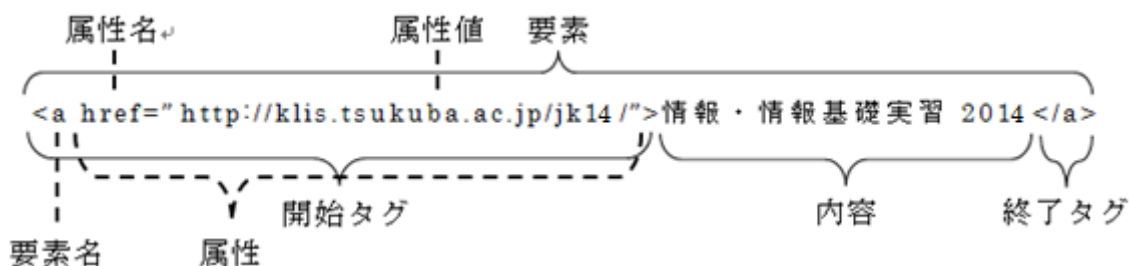 属性名 属性値 要素
<a href="http://klis.tsukuba.ac.jp/jk14/">情報・情報基礎実習 2014</a>
開始タグ 内容 終了タグ
要素名 属性